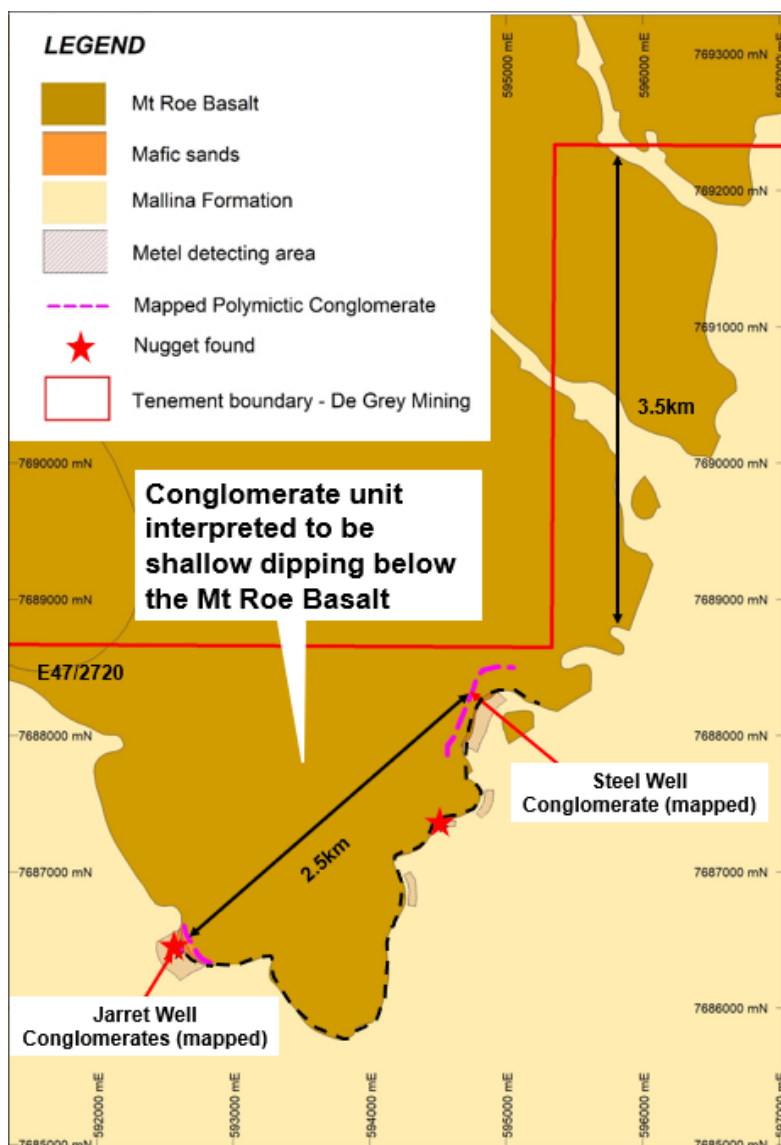 LEGEND
Mt Roe Basalt
Mafic sands
Mallina Formation
Metel detecting area
Mapped Polymictic Conglomerate
Nugget found
Tenement boundary - De Grey Mining
595000 mE
596000 mE
7693000 mN
7692000 mN
7691000 mN
3.5km
7690000 mN
7690000 mN
Conglomerate unit
interpreted to be
shallow dipping below
the Mt Roe Basalt
7689000 mN
7689000 mN
E47/2720
7688000 mN
7688000 mN
Steel Well
Conglomerate (mapped)
2.5km
7687000 mN
7687000 mN
Jarret Well
Conglomerates (mapped)
7686000 mN
592000 mE
593000 mE
594000 mE
595000 mE
596000 mE